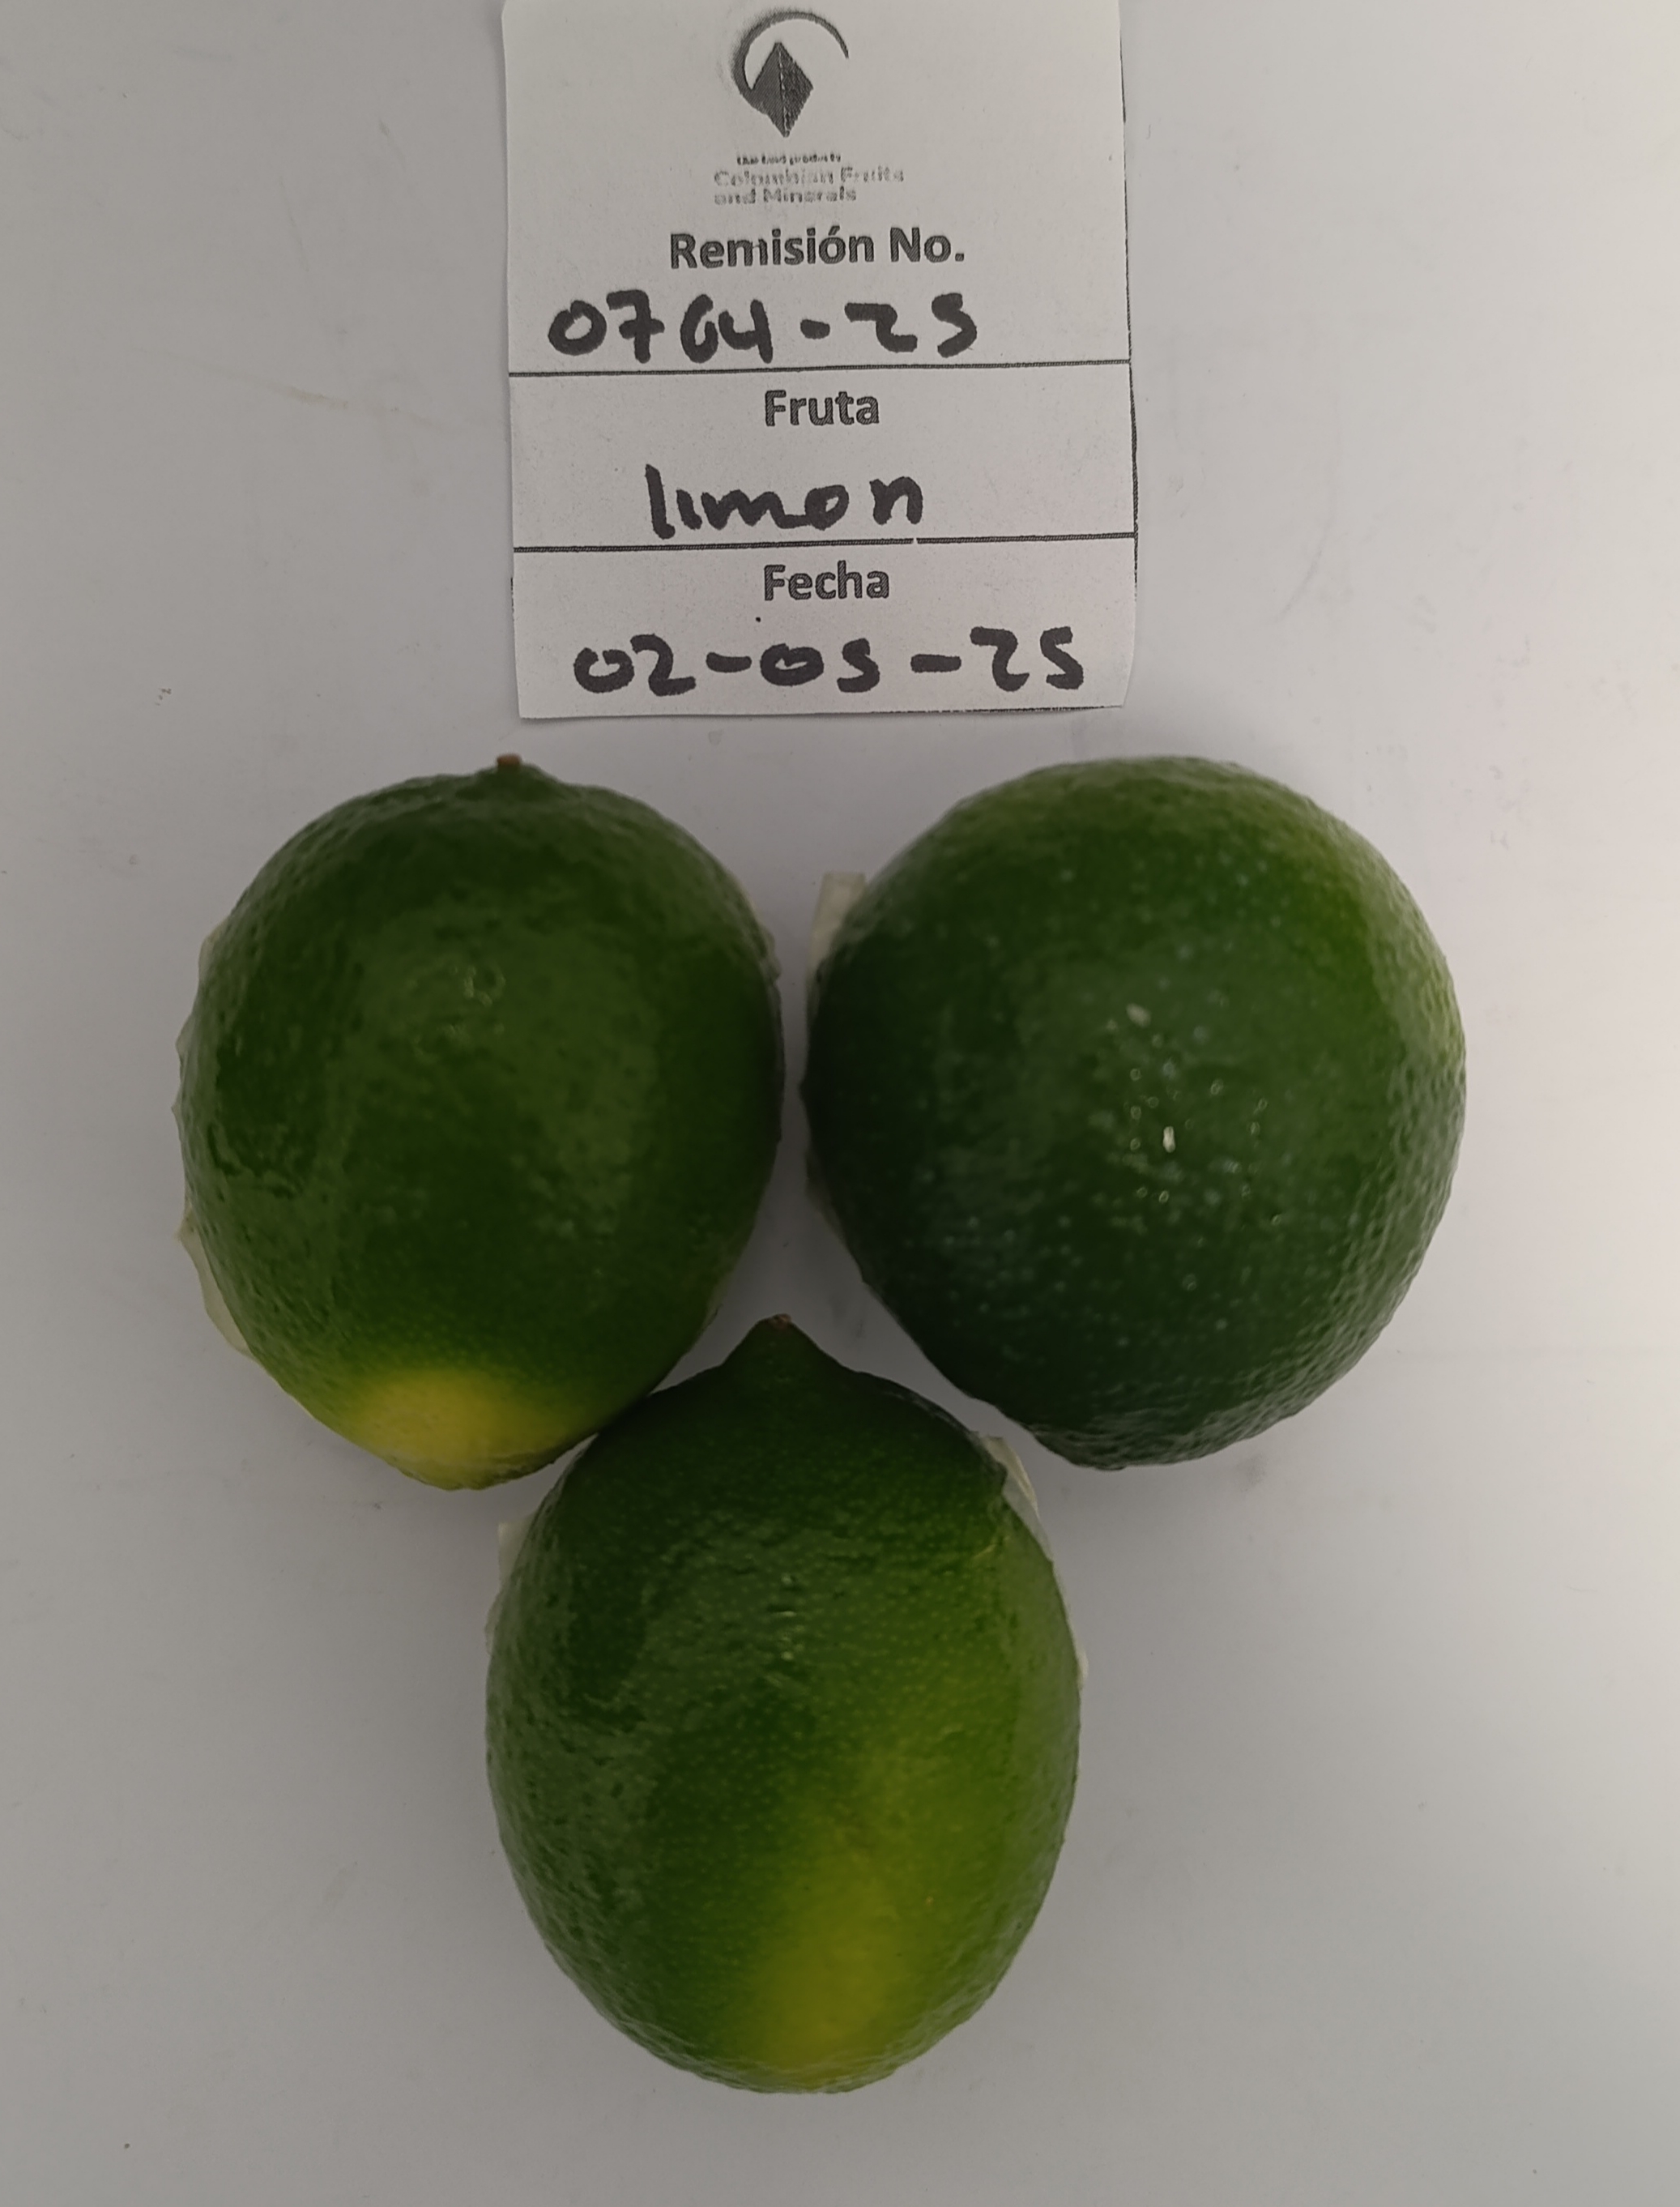 Colombian Fruits
and Minerals
Remisión No.
0764-25
Fruta
limon
Fecha
02-05-25